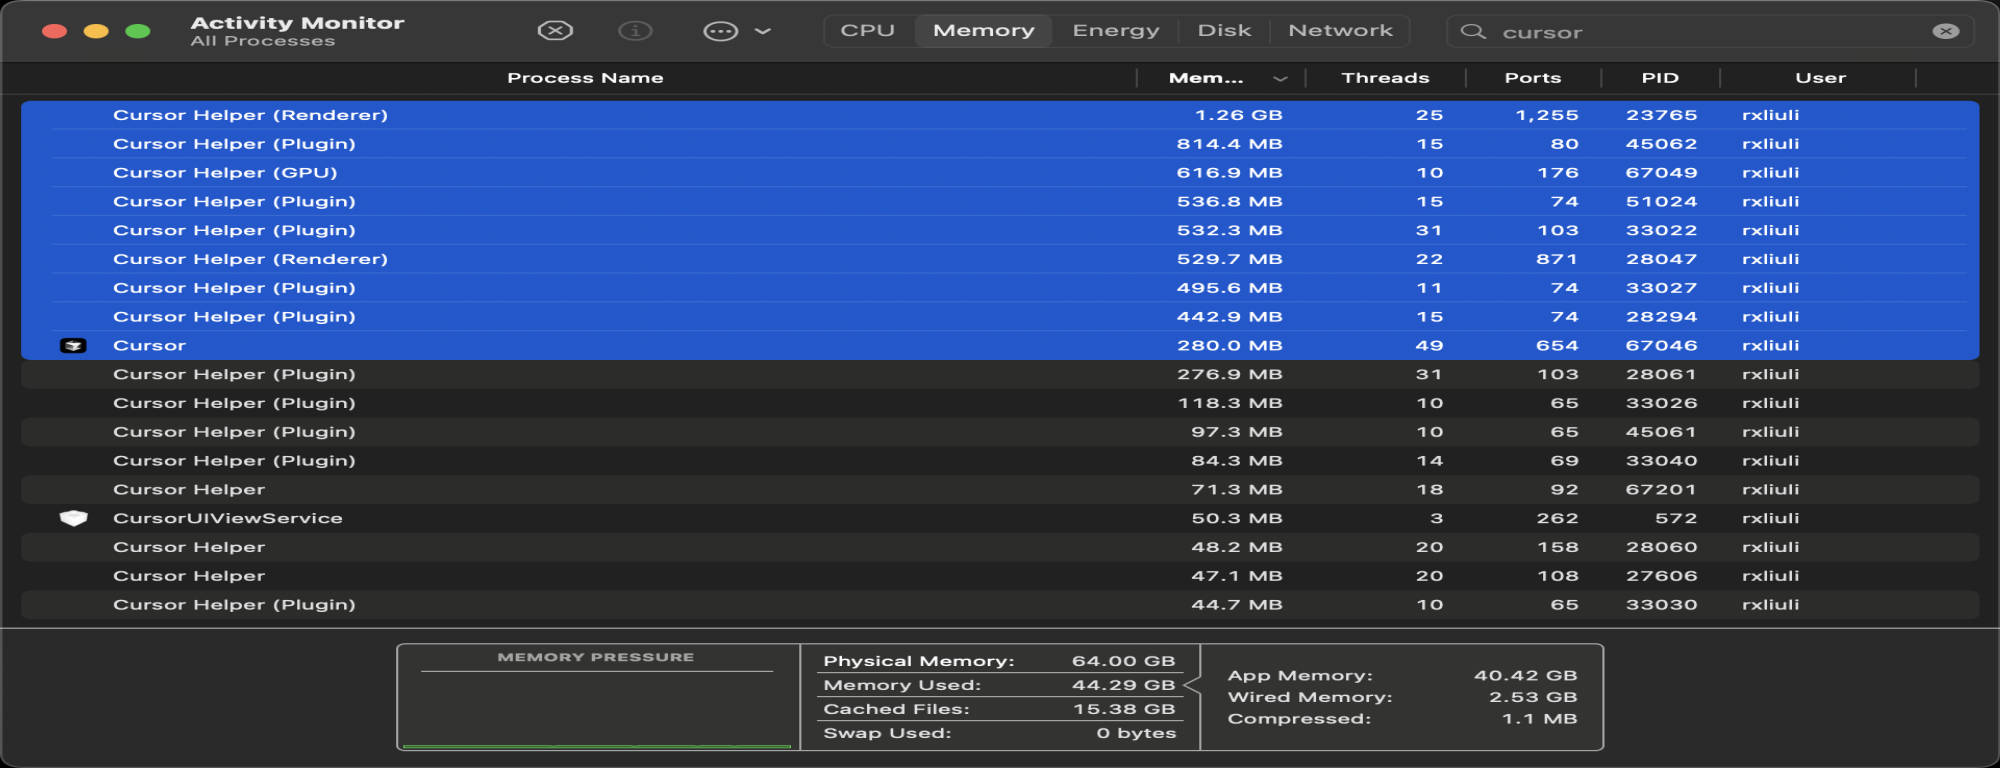 Activity Monitor
All Processes
CPU Memory Energy Disk Network
cursor
Process Name Mem... Threads Ports PID User
Cursor Helper (Renderer) 1.26 GB 25 1,255 23765 rxliuli
Cursor Helper (Plugin) 814.4 MB 15 80 45062 rxliuli
Cursor Helper (GPU) 616.9 MB 10 176 67049 rxliuli
Cursor Helper (Plugin) 536.8 MB 15 74 51024 rxliuli
Cursor Helper (Plugin) 532.3 MB 31 103 33022 rxliuli
Cursor Helper (Renderer) 529.7 MB 22 871 28047 rxliuli
Cursor Helper (Plugin) 495.6 MB 11 74 33027 rxliuli
Cursor Helper (Plugin) 442.9 MB 15 74 28294 rxliuli
Cursor 280.0 MB 49 654 67046 rxliuli
Cursor Helper (Plugin) 276.9 MB 31 103 28061 rxliuli
Cursor Helper (Plugin) 118.3 MB 10 65 33026 rxliuli
Cursor Helper (Plugin) 97.3 MB 10 65 45061 rxliuli
Cursor Helper (Plugin) 84.3 MB 14 69 33040 rxliuli
Cursor Helper 71.3 MB 18 92 67201 rxliuli
CursorUIViewService 50.3 MB 3 262 572 rxliuli
Cursor Helper 48.2 MB 20 158 28060 rxliuli
Cursor Helper 47.1 MB 20 108 27606 rxliuli
Cursor Helper (Plugin) 44.7 MB 10 65 33030 rxliuli
MEMORY PRESSURE
Physical Memory: 64.00 GB
Memory Used: 44.29 GB
Cached Files: 15.38 GB
Swap Used: 0 bytes
App Memory: 40.42 GB
Wired Memory: 2.53 GB
Compressed: 1.1 MB